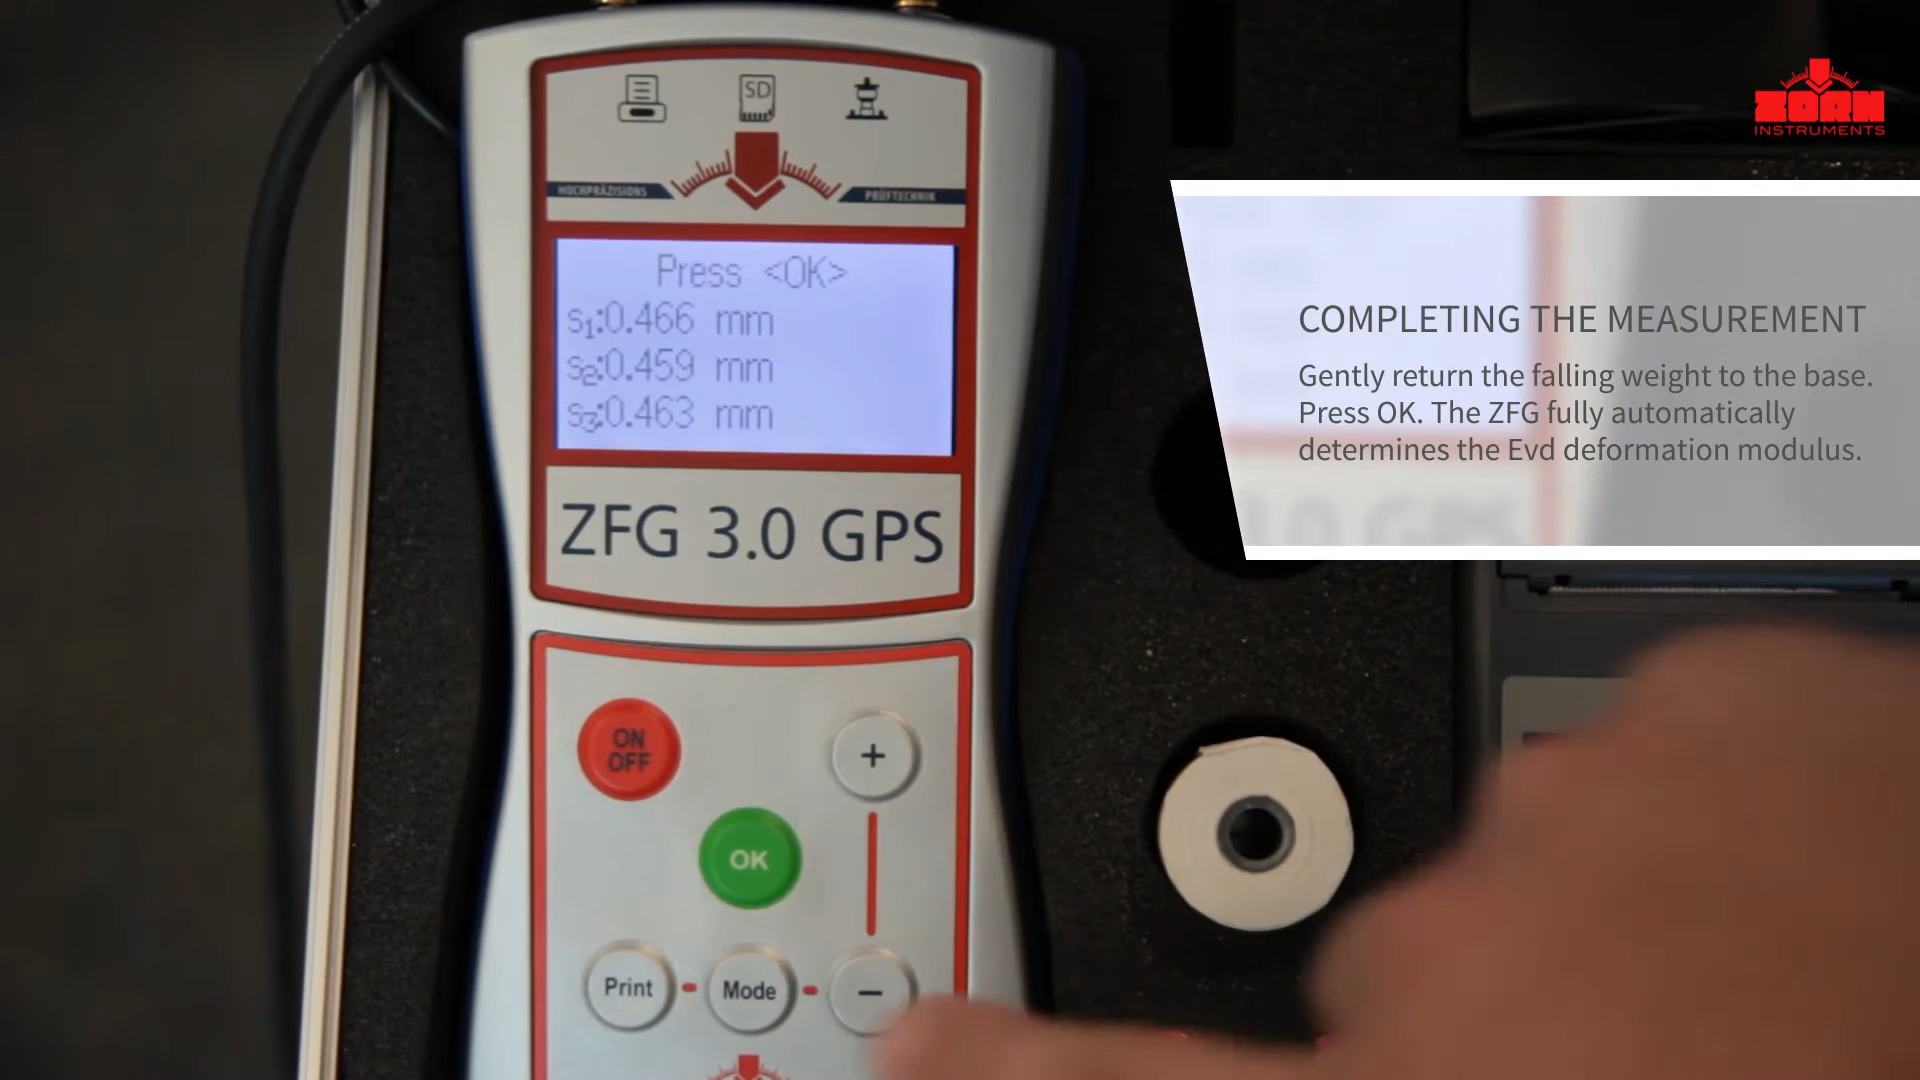 SD
HOCHPRÄZISIONS
PRÜFTECHNIK
Press <OK>
s1:0.466 mm
s2:0.459 mm
s3:0.463 mm
ZFG 3.0 GPS
ON
OFF
+
OK
Print
Mode
−
ZORN
INSTRUMENTS
COMPLETING THE MEASUREMENT
Gently return the falling weight to the base.
Press OK. The ZFG fully automatically
determines the Evd deformation modulus.